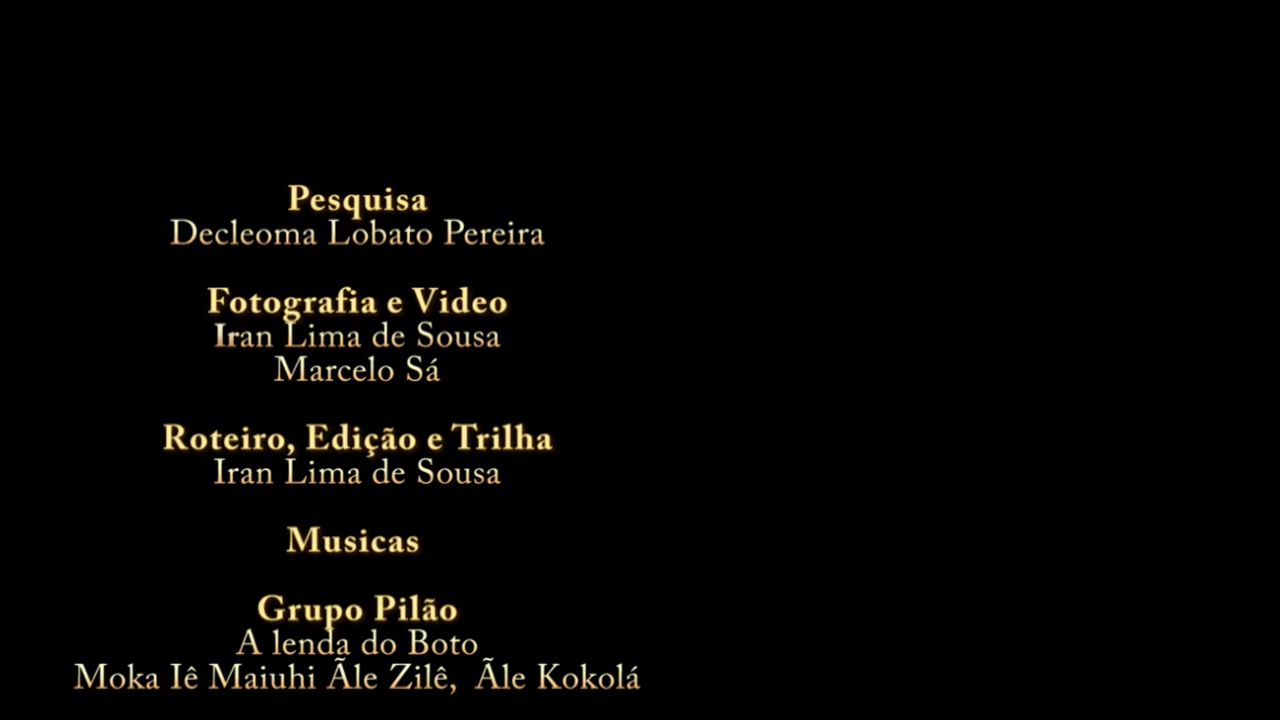 Pesquisa
Decleoma Lobato Pereira
Fotografia e Video
Iran Lima de Sousa
Marcelo Sá
Roteiro, Edição e Trilha
Iran Lima de Sousa
Musicas
Grupo Pilão
A lenda do Boto
Moka Iê Maiuhi Ãle Zilê, Ãle Kokolá